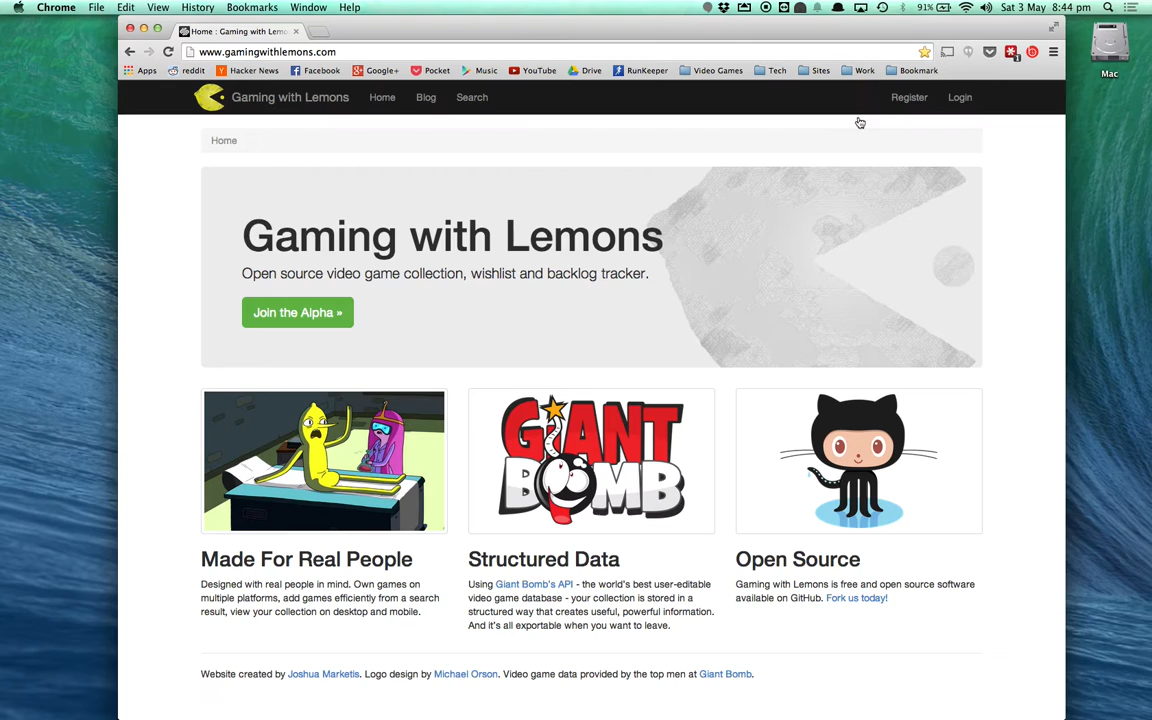 Chrome File Edit View History Bookmarks Window Help 91% Sat 3 May 8:44 pm
Home : Gaming with Lemo
www.gamingwithlemons.com
Apps reddit Hacker News Facebook Google+ Pocket Music YouTube Drive RunKeeper Video Games Tech Sites Work Bookmark
Mac
Gaming with Lemons Home Blog Search Register Login
Home
Gaming with Lemons
Open source video game collection, wishlist and backlog tracker.
Join the Alpha »
GIANT
BOMB
Made For Real People
Designed with real people in mind. Own games on
multiple platforms, add games efficiently from a search
result, view your collection on desktop and mobile.
Structured Data
Using Giant Bomb's API - the world's best user-editable
video game database - your collection is stored in a
structured way that creates useful, powerful information.
And it's all exportable when you want to leave.
Open Source
Gaming with Lemons is free and open source software
available on GitHub. Fork us today!
Website created by Joshua Marketis. Logo design by Michael Orson. Video game data provided by the top men at Giant Bomb.